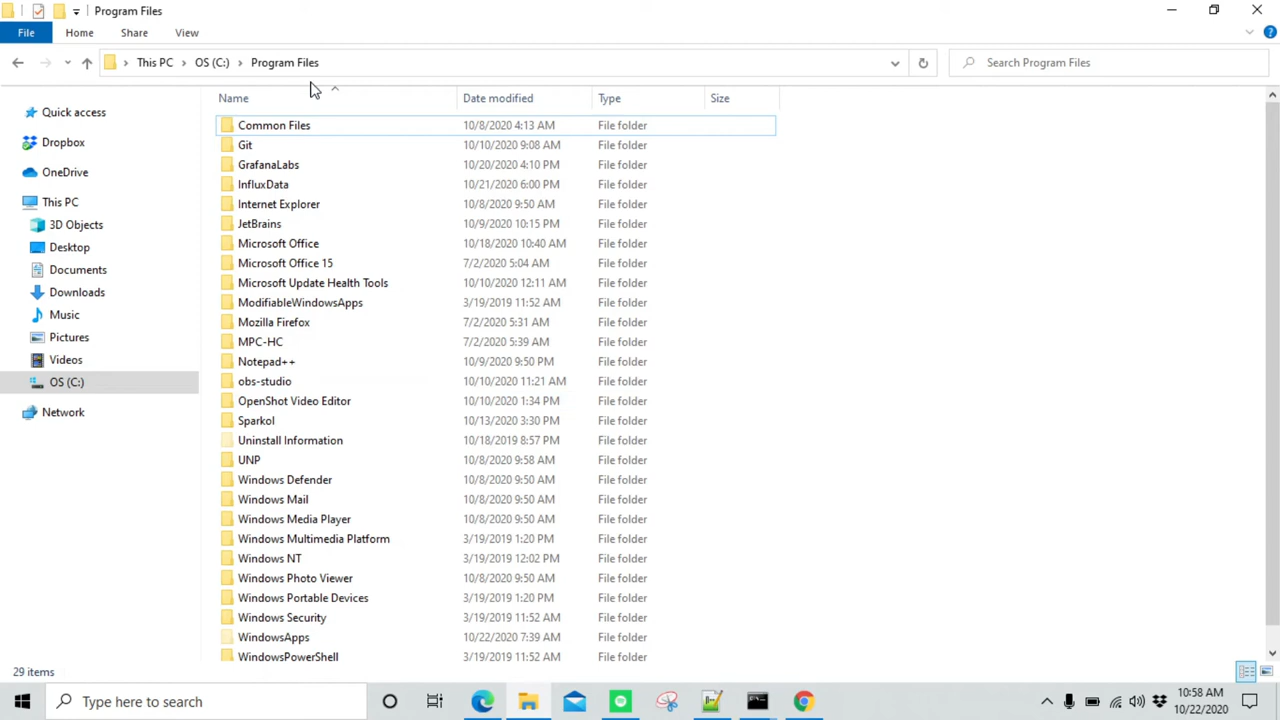 Program Files
File Home Share View
This PC OS (C:) Program Files Search Program Files
Name Date modified Type Size
Quick access
Dropbox
OneDrive
This PC
3D Objects
Desktop
Documents
Downloads
Music
Pictures
Videos
OS (C:)
Network
Common Files 10/8/2020 4:13 AM File folder
Git 10/10/2020 9:08 AM File folder
GrafanaLabs 10/20/2020 4:10 PM File folder
InfluxData 10/21/2020 6:00 PM File folder
Internet Explorer 10/8/2020 9:50 AM File folder
JetBrains 10/9/2020 10:15 PM File folder
Microsoft Office 10/18/2020 10:40 AM File folder
Microsoft Office 15 7/2/2020 5:04 AM File folder
Microsoft Update Health Tools 10/10/2020 12:11 AM File folder
ModifiableWindowsApps 3/19/2019 11:52 AM File folder
Mozilla Firefox 7/2/2020 5:31 AM File folder
MPC-HC 7/2/2020 5:39 AM File folder
Notepad++ 10/9/2020 9:50 PM File folder
obs-studio 10/10/2020 11:21 AM File folder
OpenShot Video Editor 10/10/2020 1:34 PM File folder
Sparkol 10/13/2020 3:30 PM File folder
Uninstall Information 10/18/2019 8:57 PM File folder
UNP 10/8/2020 9:58 AM File folder
Windows Defender 10/8/2020 9:50 AM File folder
Windows Mail 10/8/2020 9:50 AM File folder
Windows Media Player 10/8/2020 9:50 AM File folder
Windows Multimedia Platform 3/19/2019 1:20 PM File folder
Windows NT 3/19/2019 12:02 PM File folder
Windows Photo Viewer 10/8/2020 9:50 AM File folder
Windows Portable Devices 3/19/2019 1:20 PM File folder
Windows Security 3/19/2019 11:52 AM File folder
WindowsApps 10/22/2020 7:39 AM File folder
WindowsPowerShell 3/19/2019 11:52 AM File folder
29 items
Type here to search
10:58 AM
10/22/2020